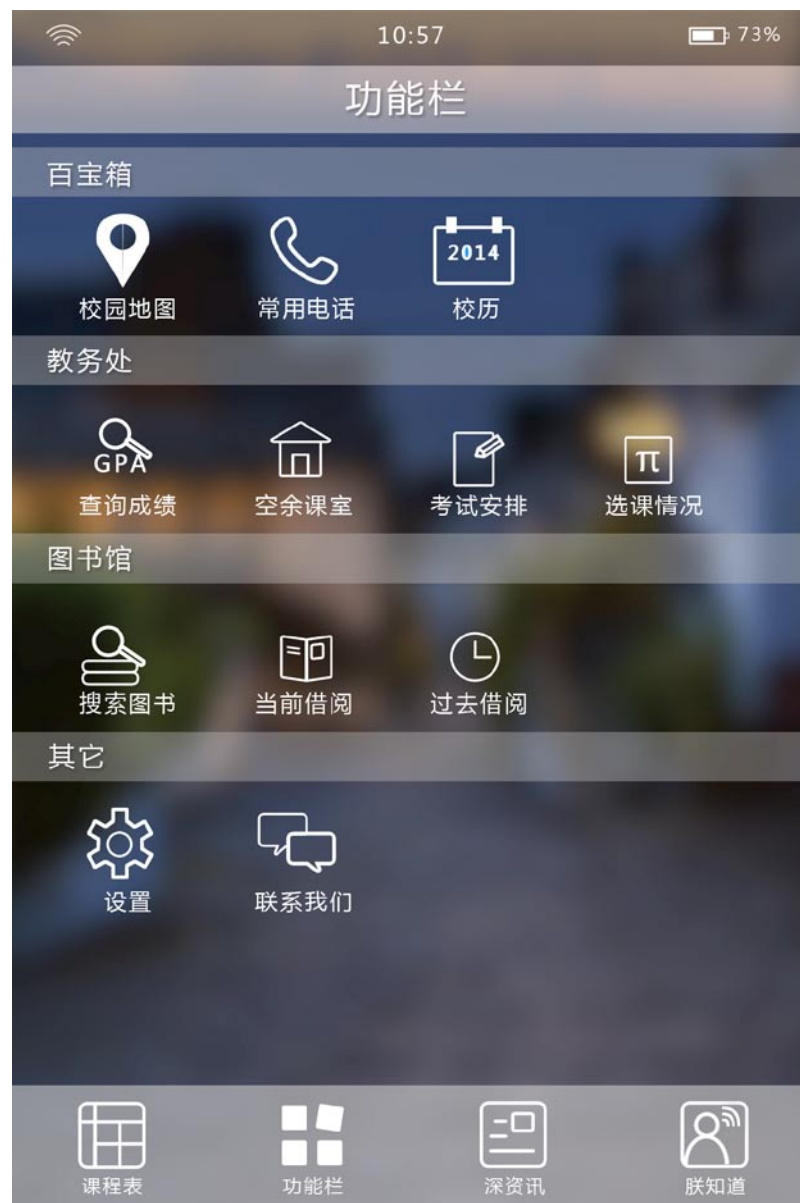 10:57 73%
功能栏
百宝箱
2014
校园地图 常用电话 校历
教务处
GPA π
查询成绩 空余课室 考试安排 选课情况
图书馆
搜索图书 当前借阅 过去借阅
其它
设置 联系我们
课程表 功能栏 深资讯 朕知道